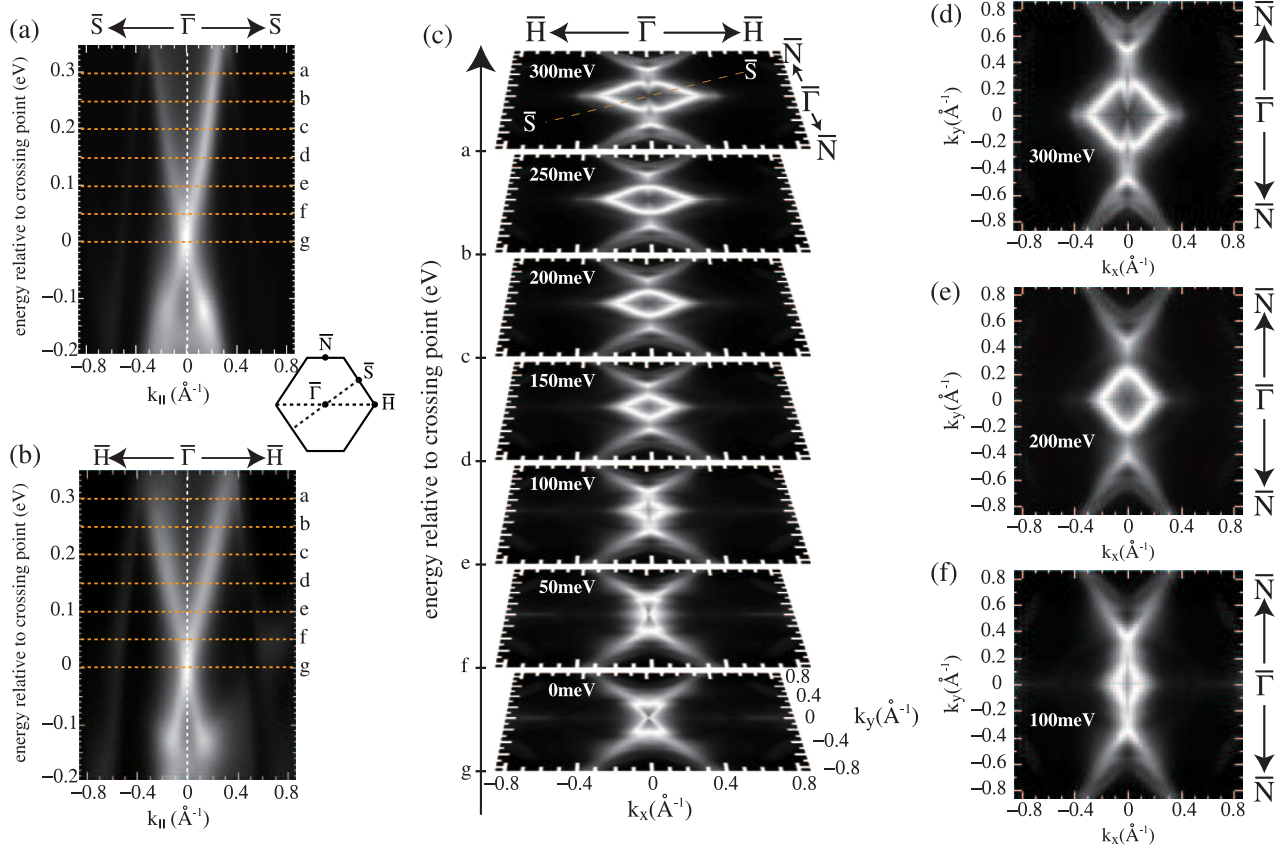 (a)
S̅ Γ̅ S̅
energy relative to crossing point (eV)
0.3
0.2
0.1
0
−0.1
−0.2
a
b
c
d
e
f
g
−0.8 −0.4 0 0.4 0.8
k|| (Å⁻¹)
N̅
S̅
Γ̅
H̅
(b)
H̅ Γ̅ H̅
energy relative to crossing point (eV)
0.3
0.2
0.1
0
−0.1
−0.2
a
b
c
d
e
f
g
−0.8 −0.4 0 0.4 0.8
k|| (Å⁻¹)
(c)
H̅ Γ̅ H̅
energy relative to crossing point (eV)
300meV
S̅
S̅
N̅
Γ̅
N̅
a
250meV
b
200meV
c
150meV
d
100meV
e
50meV
f
0meV
g
0.8
0.4
0
−0.4
−0.8
ky(Å⁻¹)
−0.8 −0.4 0 0.4 0.8
kx(Å⁻¹)
(d)
0.8
0.6
0.4
0.2
0
−0.2
−0.4
−0.6
−0.8
ky(Å⁻¹)
300meV
−0.8 −0.4 0 0.4 0.8
kx(Å⁻¹)
N̅
Γ̅
N̅
(e)
0.8
0.6
0.4
0.2
0
−0.2
−0.4
−0.6
−0.8
ky(Å⁻¹)
200meV
−0.8 −0.4 0 0.4 0.8
kx(Å⁻¹)
N̅
Γ̅
N̅
(f)
0.8
0.6
0.4
0.2
0
−0.2
−0.4
−0.6
−0.8
ky(Å⁻¹)
100meV
−0.8 −0.4 0 0.4 0.8
kx(Å⁻¹)
N̅
Γ̅
N̅